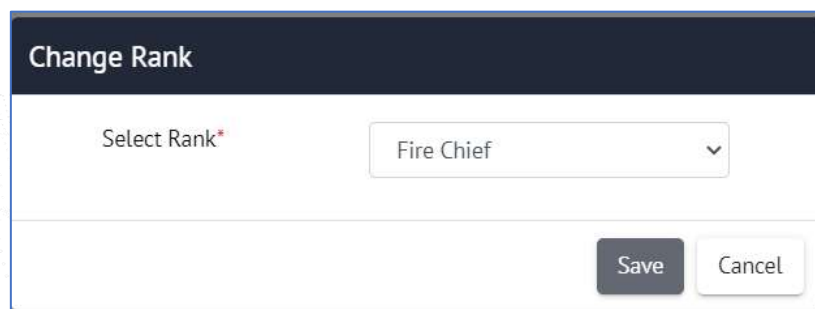 Change Rank
Select Rank* Fire Chief
Save Cancel